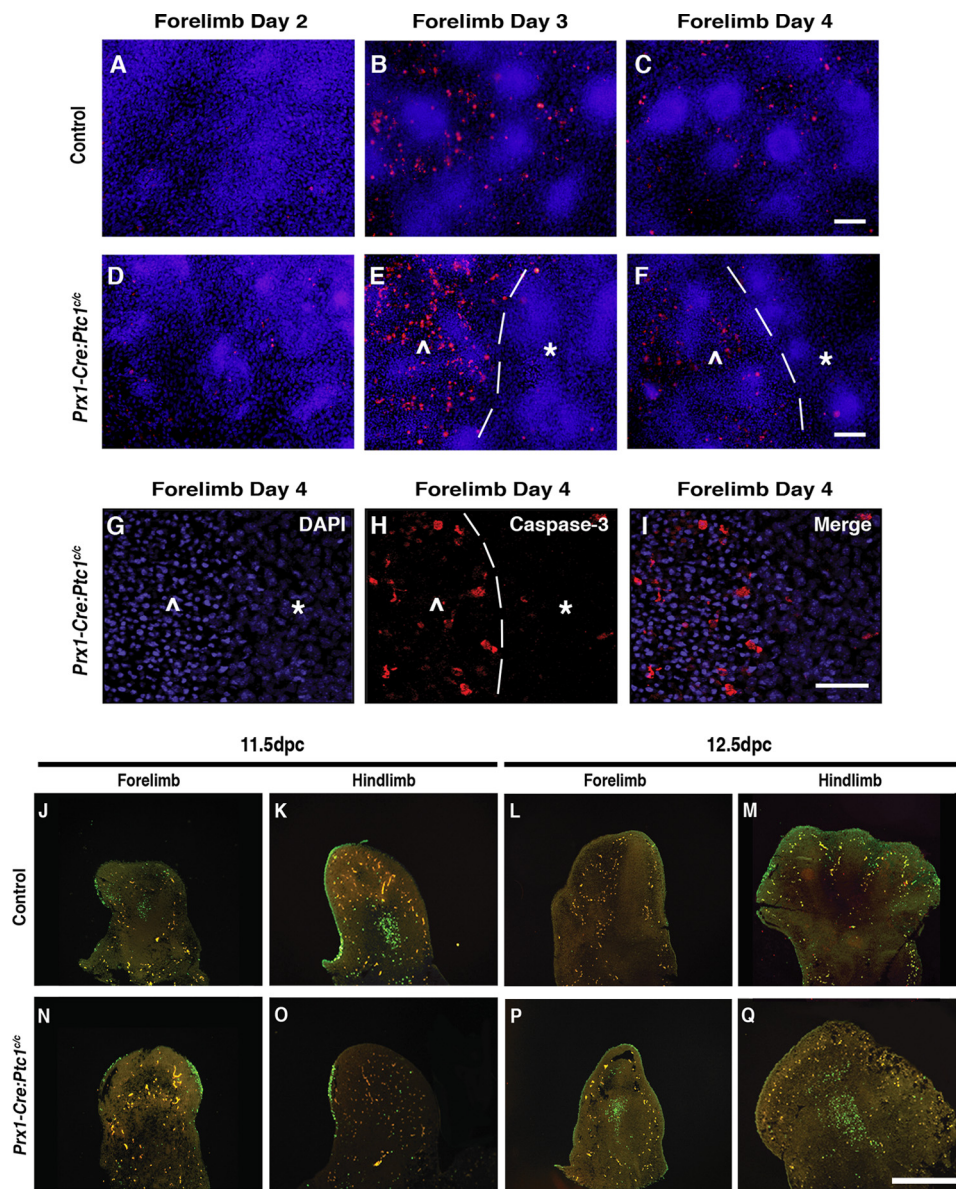 Forelimb Day 2 Forelimb Day 3 Forelimb Day 4
Control
A B C
Prx1-Cre:Ptc1c/c
D E ^ * F ^ *
Forelimb Day 4 Forelimb Day 4 Forelimb Day 4
Prx1-Cre:Ptc1c/c
G DAPI H Caspase-3 I Merge
^ * ^ *
11.5dpc 12.5dpc
Forelimb Hindlimb Forelimb Hindlimb
Control
J K L M
Prx1-Cre:Ptc1c/c
N O P Q